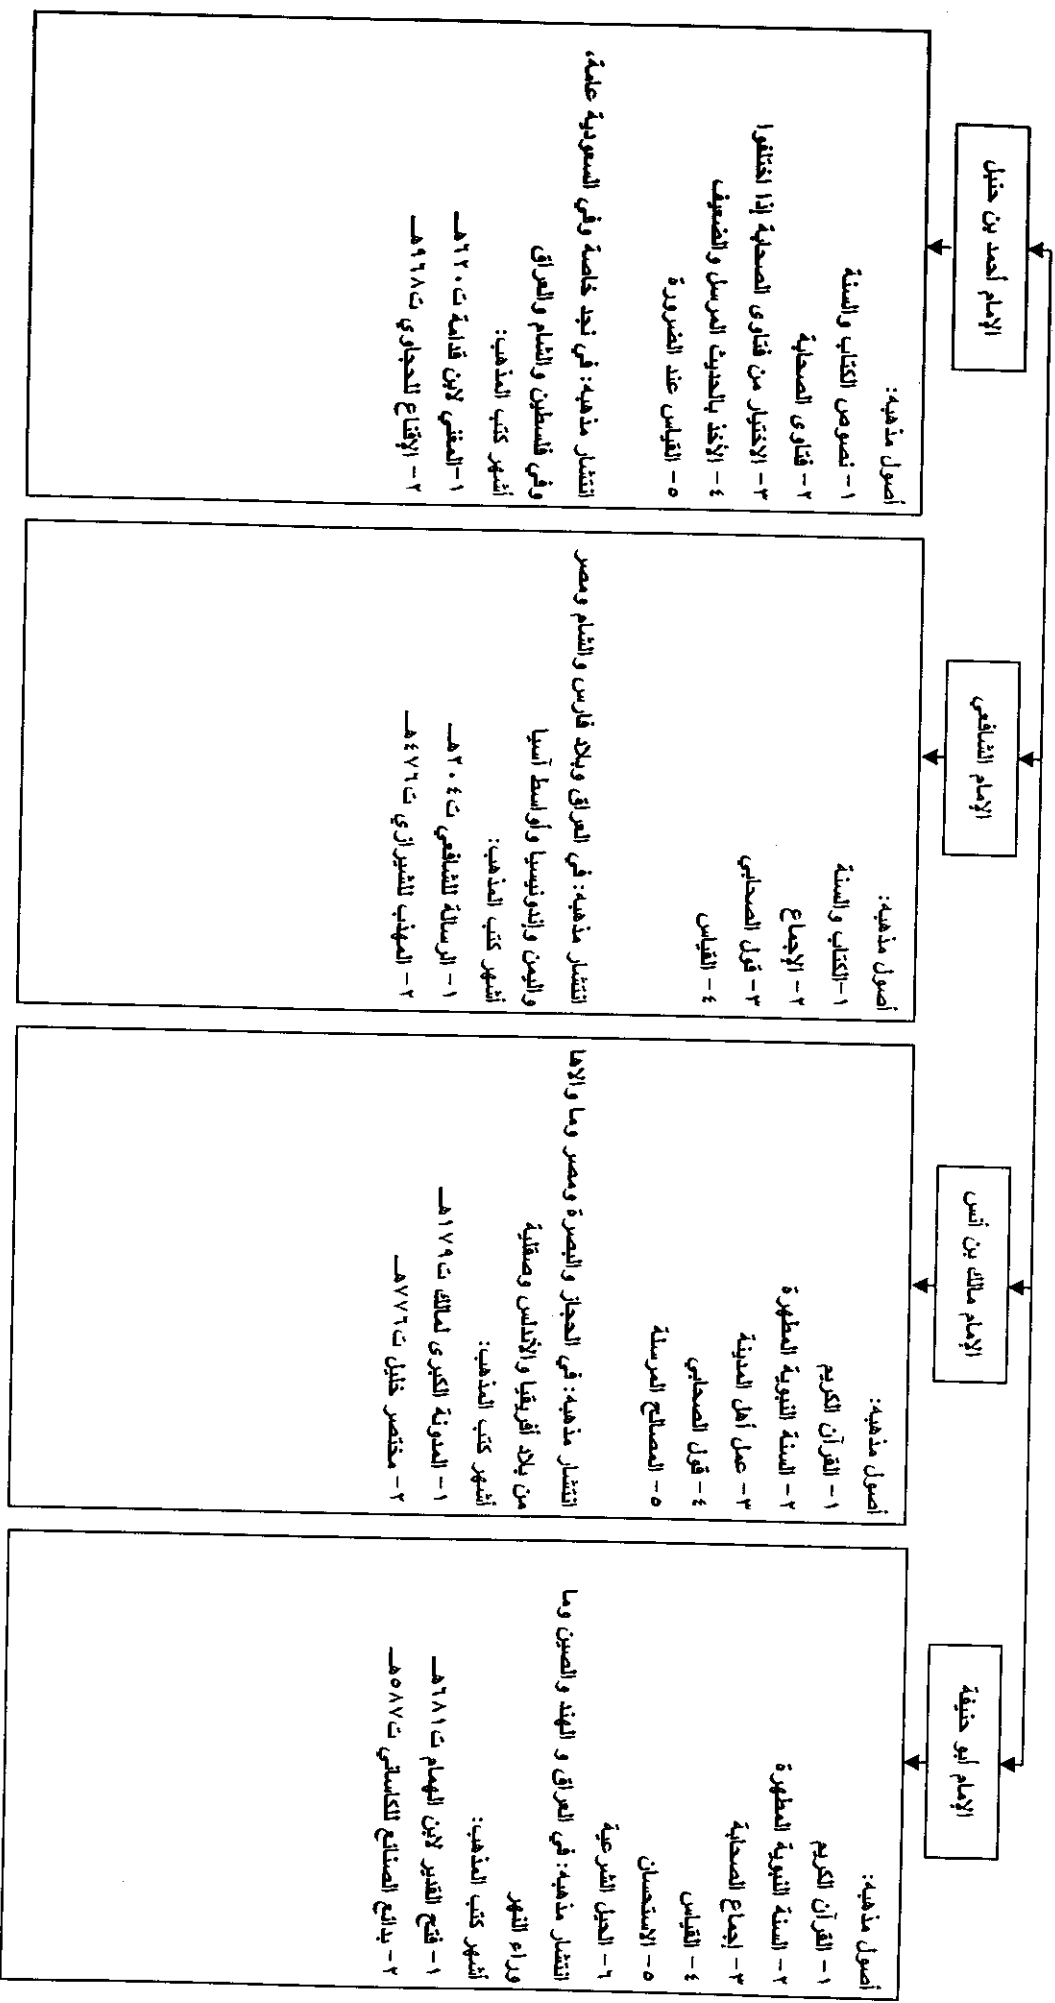 الإمام أبو حنيفة
أصول مذهبه:
١- القرآن الكريم
٢- السنة النبوية المطهرة
٣- إجماع الصحابة
٤- القياس
٥- الاستحسان
٦- الحيل الشرعية
انتشار مذهبه: في العراق و الهند والصين وما
وراء النهر
أشهر كتب المذهب:
١- فتح القدير لابن الهمام ت٦٨١هـ
٢- بدائع الصنائع للكاساني ت٥٨٧هـ
الإمام مالك بن أنس
أصول مذهبه:
١- القرآن الكريم
٢- السنة النبوية المطهرة
٣- عمل أهل المدينة
٤- قول الصحابي
٥- المصالح المرسلة
انتشار مذهبه: في الحجاز والبصرة ومصر وما والاها
من بلاد أفريقيا والأندلس وصقلية
أشهر كتب المذهب:
١- المدونة الكبرى لمالك ت١٧٩هـ
٢- مختصر خليل ت٧٧٦هـ
الإمام الشافعي
أصول مذهبه:
١-الكتاب والسنة
٢- الإجماع
٣- قول الصحابي
٤- القياس
انتشار مذهبه: في العراق وبلاد فارس والشام ومصر
واليمن وإندونيسيا وأواسط آسيا
أشهر كتب المذهب:
١- الرسالة للشافعي ت٢٠٤هـ
٢- المهذب للشيرازي ت٤٧٦هـ
الإمام أحمد بن حنبل
أصول مذهبه:
١- نصوص الكتاب والسنة
٢- فتاوى الصحابة
٣- الاختيار من فتاوى الصحابة إذا اختلفوا
٤- الأخذ بالحديث المرسل والضعيف
٥- القياس عند الضرورة
انتشار مذهبه: في نجد خاصة وفي السعودية عامة،
وفي فلسطين والشام والعراق
أشهر كتب المذهب:
١-المغني لابن قدامة ت٦٢٠هـ
٢- الإقناع للحجاوي ت٩٦٨هـ